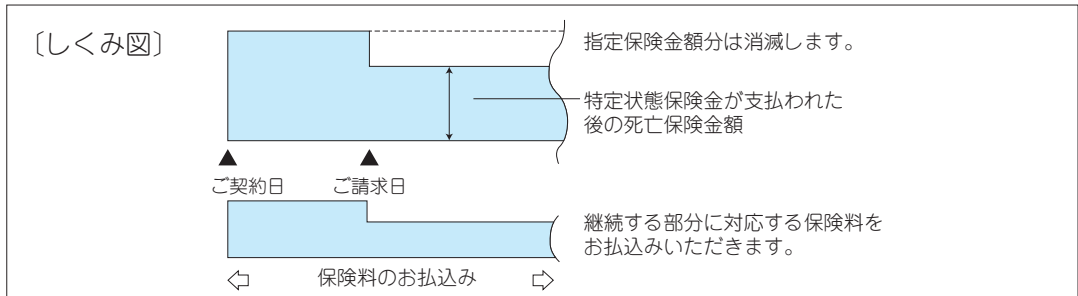 〔しくみ図〕
指定保険金額分は消滅します。
特定状態保険金が支払われた
後の死亡保険金額
▲ ▲
ご契約日 ご請求日
継続する部分に対応する保険料を
お払込みいただきます。
保険料のお払込み